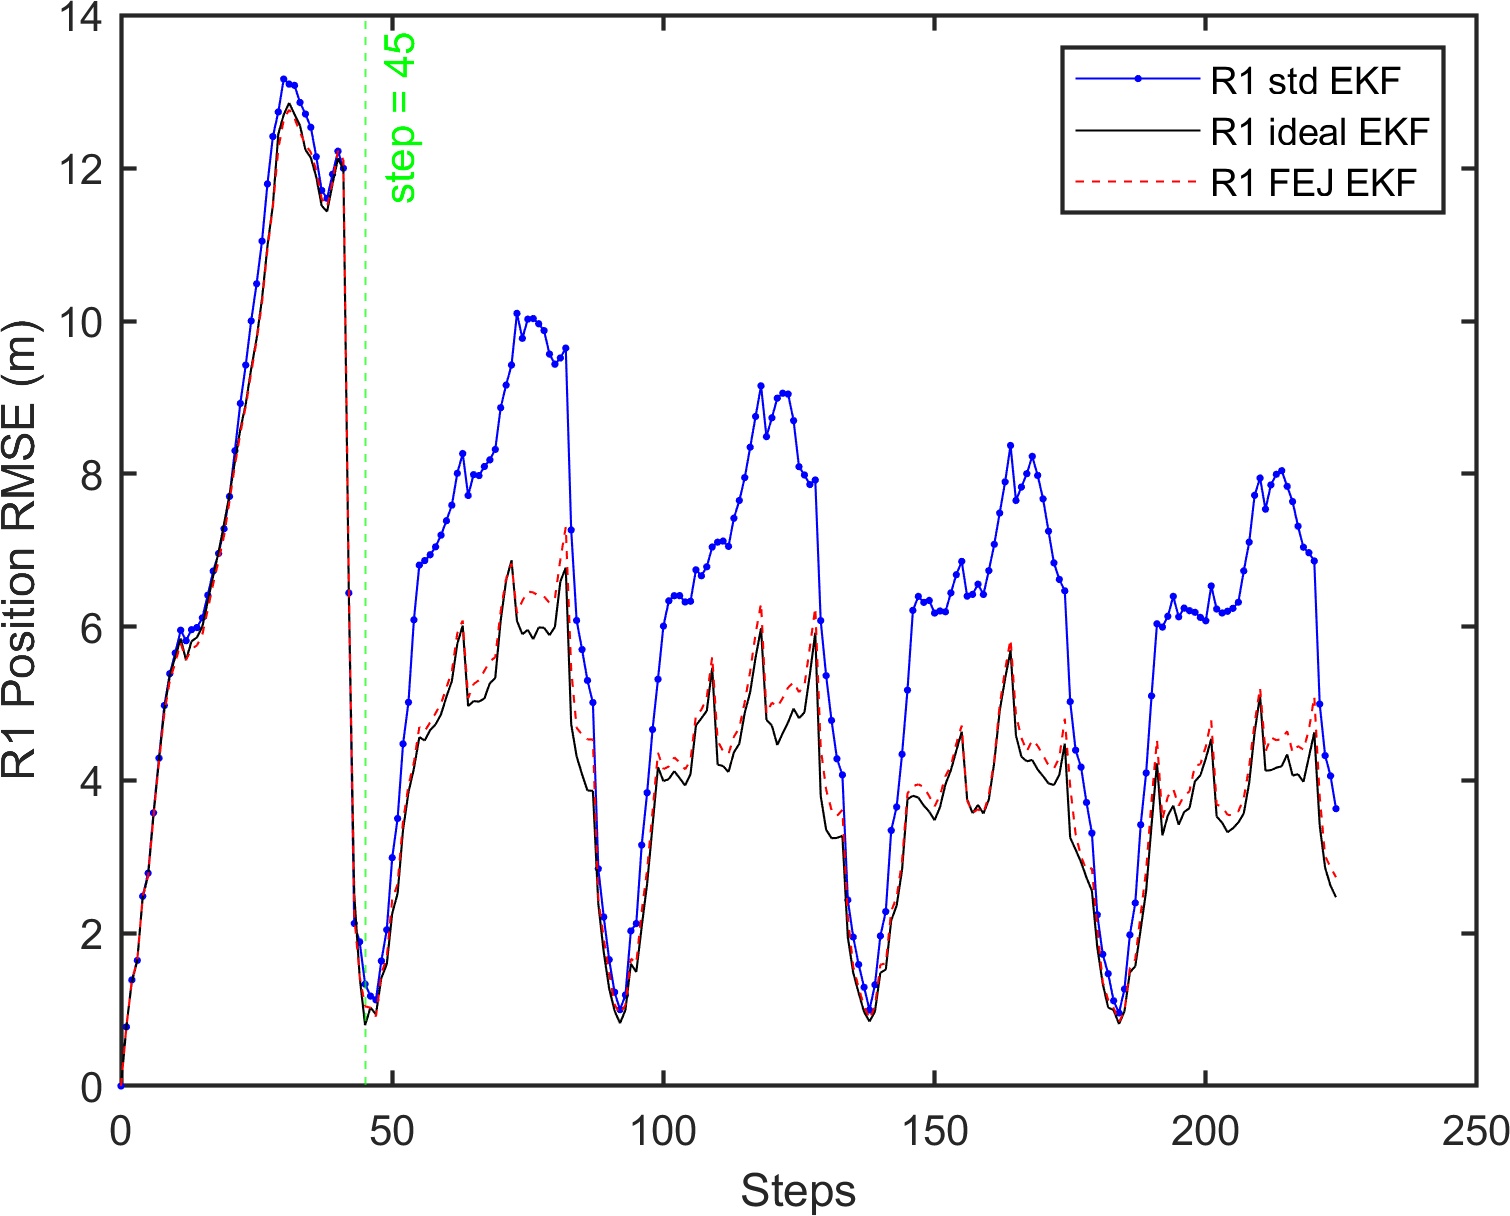 14
12
10
8
6
4
2
0
R1 Position RMSE (m)
step = 45
R1 std EKF
R1 ideal EKF
R1 FEJ EKF
0 50 100 150 200 250
Steps